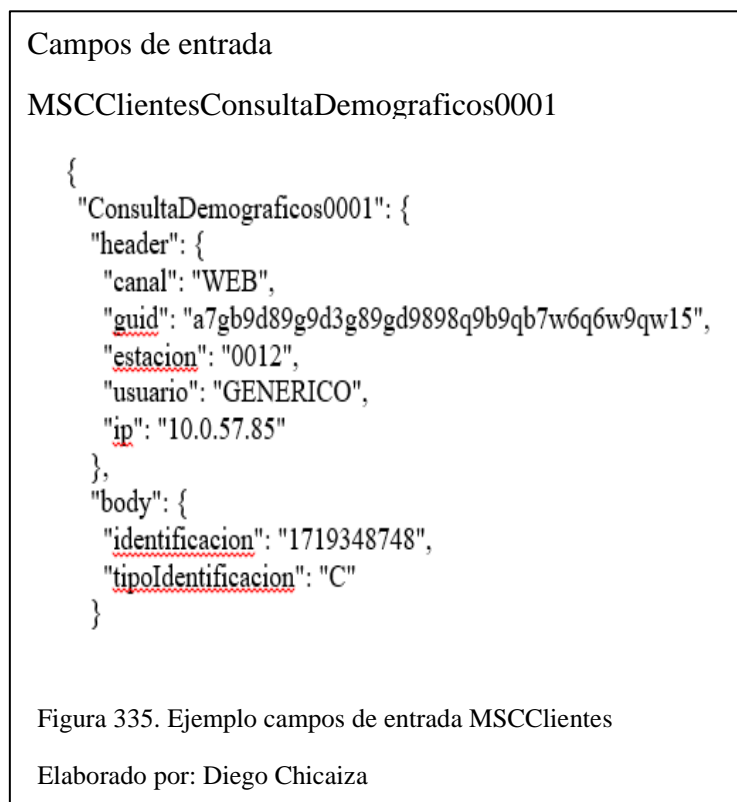 Campos de entrada
MSCClientesConsultaDemograficos0001
{
"ConsultaDemograficos0001": {
"header": {
"canal": "WEB",
"guid": "a7gb9d89g9d3g89gd9898q9b9qb7w6q6w9qw15",
"estacion": "0012",
"usuario": "GENERICO",
"ip": "10.0.57.85"
},
"body": {
"identificacion": "1719348748",
"tipoIdentificacion": "C"
}
Figura 335. Ejemplo campos de entrada MSCClientes
Elaborado por: Diego Chicaiza